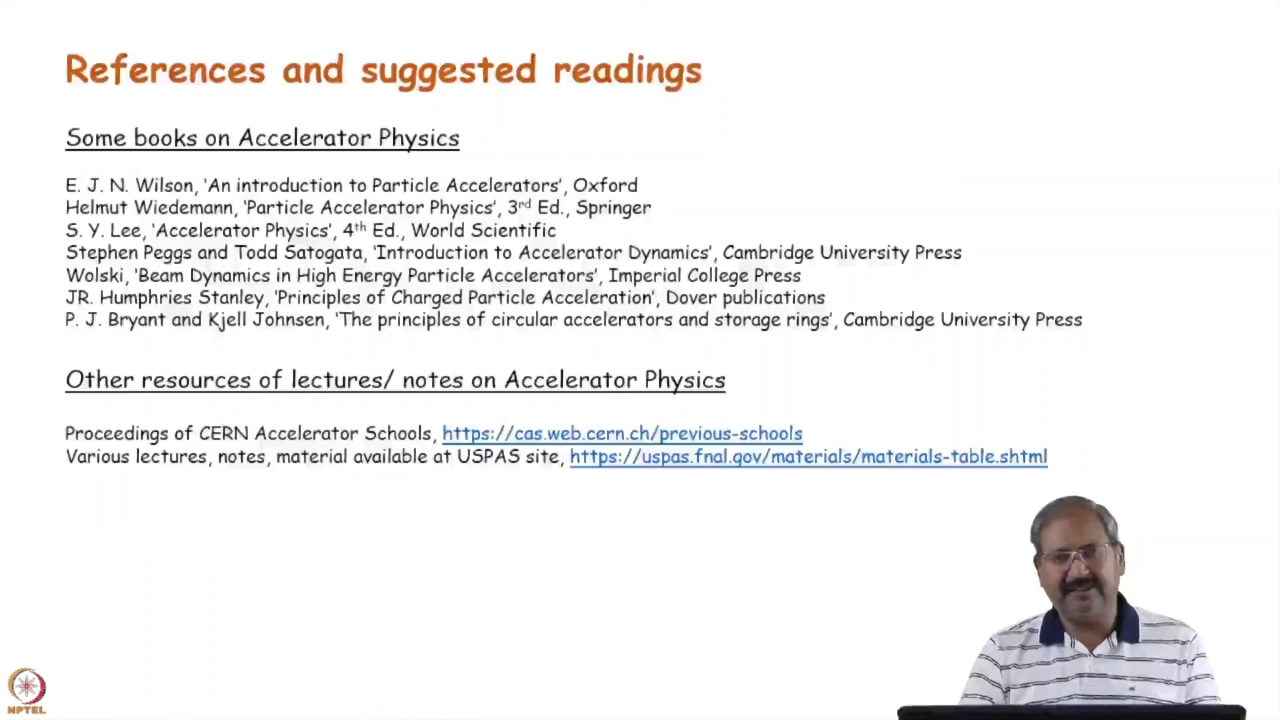 References and suggested readings
Some books on Accelerator Physics
E. J. N. Wilson, ‘An introduction to Particle Accelerators’, Oxford
Helmut Wiedemann, ‘Particle Accelerator Physics’, 3rd Ed., Springer
S. Y. Lee, ‘Accelerator Physics’, 4th Ed., World Scientific
Stephen Peggs and Todd Satogata, ‘Introduction to Accelerator Dynamics’, Cambridge University Press
Wolski, ‘Beam Dynamics in High Energy Particle Accelerators’, Imperial College Press
JR. Humphries Stanley, ‘Principles of Charged Particle Acceleration’, Dover publications
P. J. Bryant and Kjell Johnsen, ‘The principles of circular accelerators and storage rings’, Cambridge University Press
Other resources of lectures/ notes on Accelerator Physics
Proceedings of CERN Accelerator Schools, https://cas.web.cern.ch/previous-schools
Various lectures, notes, material available at USPAS site, https://uspas.fnal.gov/materials/materials-table.shtml
NPTEL